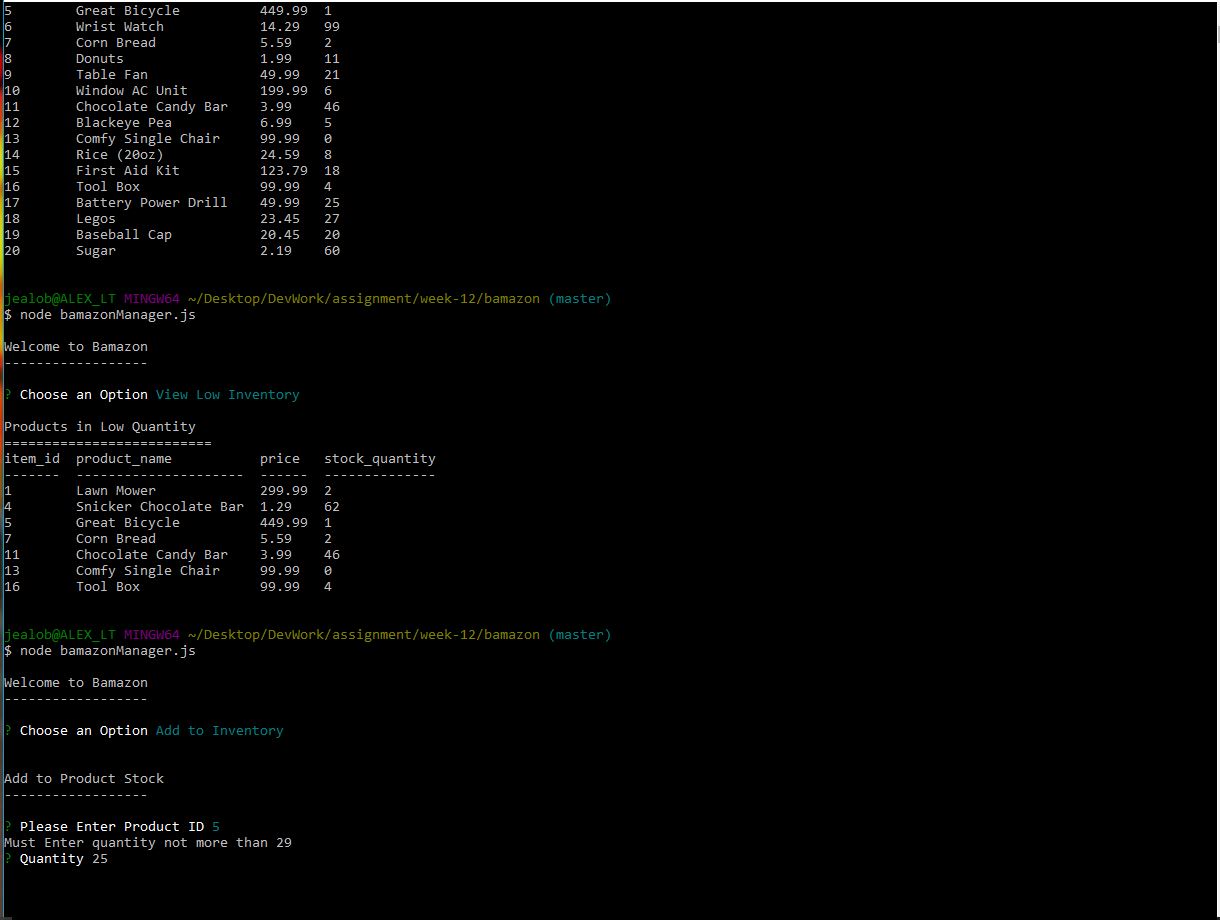 5        Great Bicycle          449.99  1
6        Wrist Watch            14.29   99
7        Corn Bread             5.59    2
8        Donuts                 1.99    11
9        Table Fan              49.99   21
10       Window AC Unit         199.99  6
11       Chocolate Candy Bar    3.99    46
12       Blackeye Pea           6.99    5
13       Comfy Single Chair     99.99   0
14       Rice (20oz)            24.59   8
15       First Aid Kit          123.79  18
16       Tool Box               99.99   4
17       Battery Power Drill    49.99   25
18       Legos                  23.45   27
19       Baseball Cap           20.45   20
20       Sugar                  2.19    60
jealob@ALEX_LT MINGW64 ~/Desktop/DevWork/assignment/week-12/bamazon (master)
$ node bamazonManager.js
Welcome to Bamazon
------------------
? Choose an Option View Low Inventory
Products in Low Quantity
==========================
item_id  product_name           price   stock_quantity
-------  ---------------------  ------  --------------
1        Lawn Mower             299.99  2
4        Snicker Chocolate Bar  1.29    62
5        Great Bicycle          449.99  1
7        Corn Bread             5.59    2
11       Chocolate Candy Bar    3.99    46
13       Comfy Single Chair     99.99   0
16       Tool Box               99.99   4
jealob@ALEX_LT MINGW64 ~/Desktop/DevWork/assignment/week-12/bamazon (master)
$ node bamazonManager.js
Welcome to Bamazon
------------------
? Choose an Option Add to Inventory
Add to Product Stock
------------------
? Please Enter Product ID 5
Must Enter quantity not more than 29
? Quantity 25